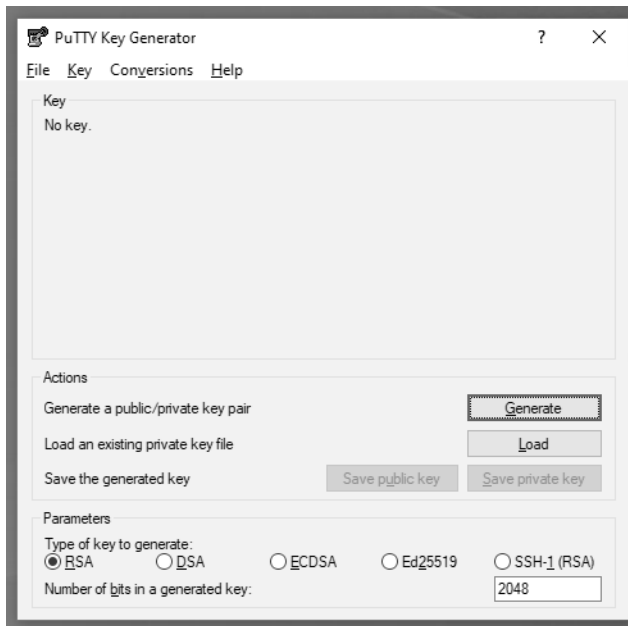 PuTTY Key Generator ? ×
File Key Conversions Help
Key
No key.
Actions
Generate a public/private key pair Generate
Load an existing private key file Load
Save the generated key Save public key Save private key
Parameters
Type of key to generate:
RSA DSA ECDSA Ed25519 SSH-1 (RSA)
Number of bits in a generated key: 2048